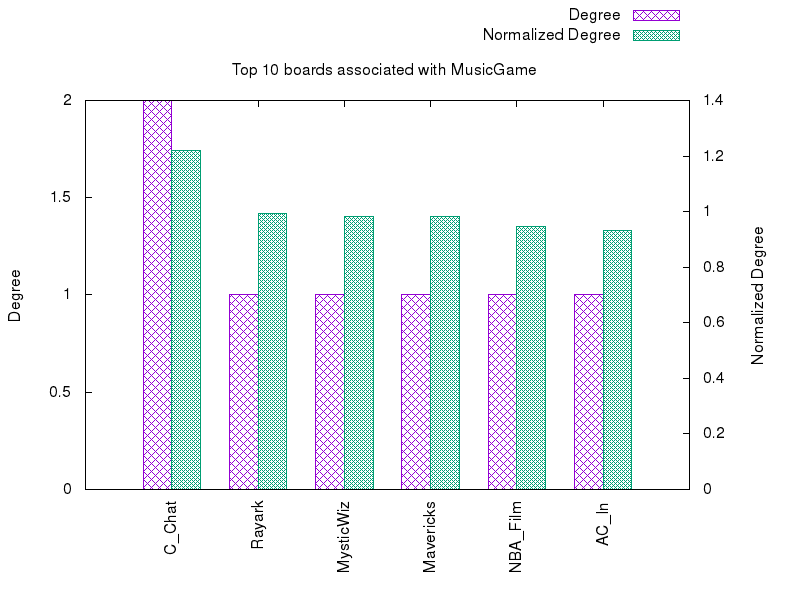 Degree
Normalized Degree
Top 10 boards associated with MusicGame
2
1.5
1
0.5
0
1.4
1.2
1
0.8
0.6
0.4
0.2
0
Degree
Normalized Degree
C_Chat
Rayark
MysticWiz
Mavericks
NBA_Film
AC_In